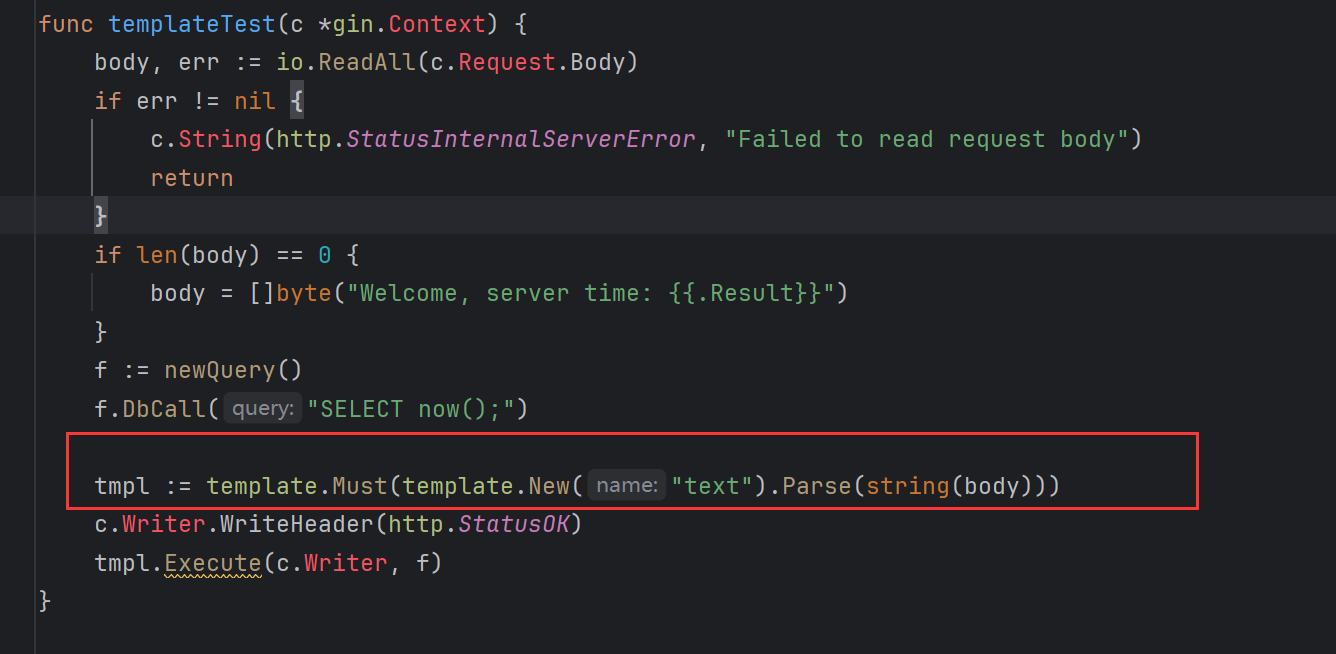 func templateTest(c *gin.Context) {
body, err := io.ReadAll(c.Request.Body)
if err != nil {
c.String(http.StatusInternalServerError, "Failed to read request body")
return
}
if len(body) == 0 {
body = []byte("Welcome, server time: {{.Result}}")
}
f := newQuery()
f.DbCall( query: "SELECT now();")
tmpl := template.Must(template.New( name: "text").Parse(string(body)))
c.Writer.WriteHeader(http.StatusOK)
tmpl.Execute(c.Writer, f)
}